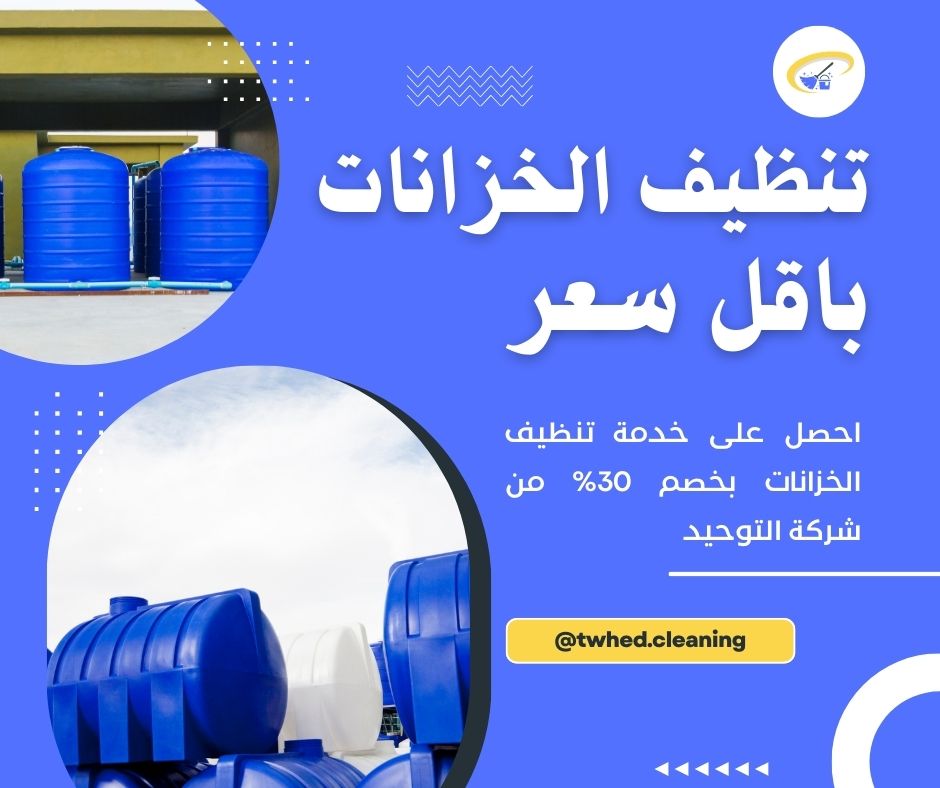 تنظيف الخزانات
باقل سعر
احصل على خدمة تنظيف
الخزانات بخصم 30% من
شركة التوحيد
@twhed.cleaning